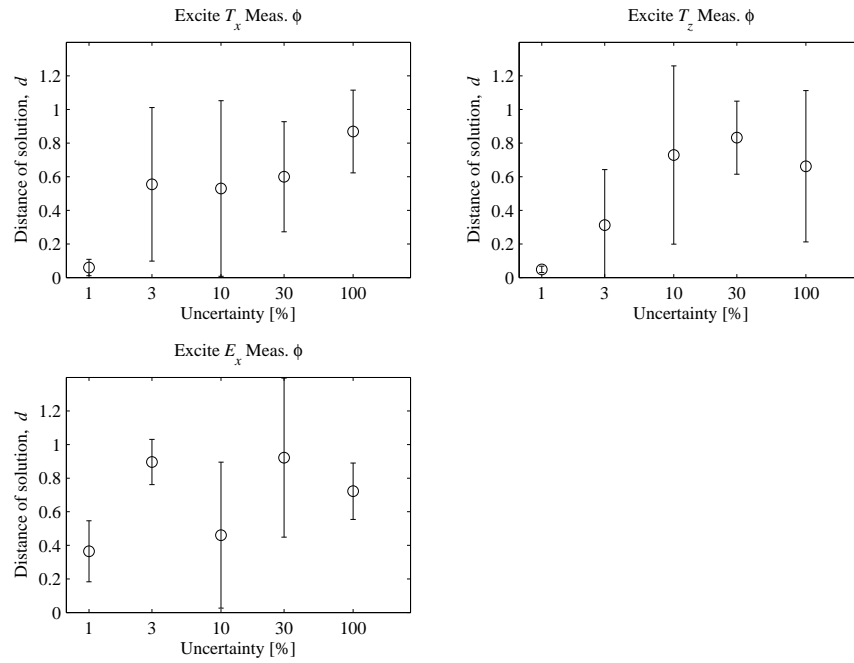 Excite T_x Meas. ϕ
1.2
1
0.8
0.6
0.4
0.2
0
Distance of solution, d
1 3 10 30 100
Uncertainty [%]
Excite T_z Meas. ϕ
1.2
1
0.8
0.6
0.4
0.2
0
Distance of solution, d
1 3 10 30 100
Uncertainty [%]
Excite E_x Meas. ϕ
1.2
1
0.8
0.6
0.4
0.2
0
Distance of solution, d
1 3 10 30 100
Uncertainty [%]